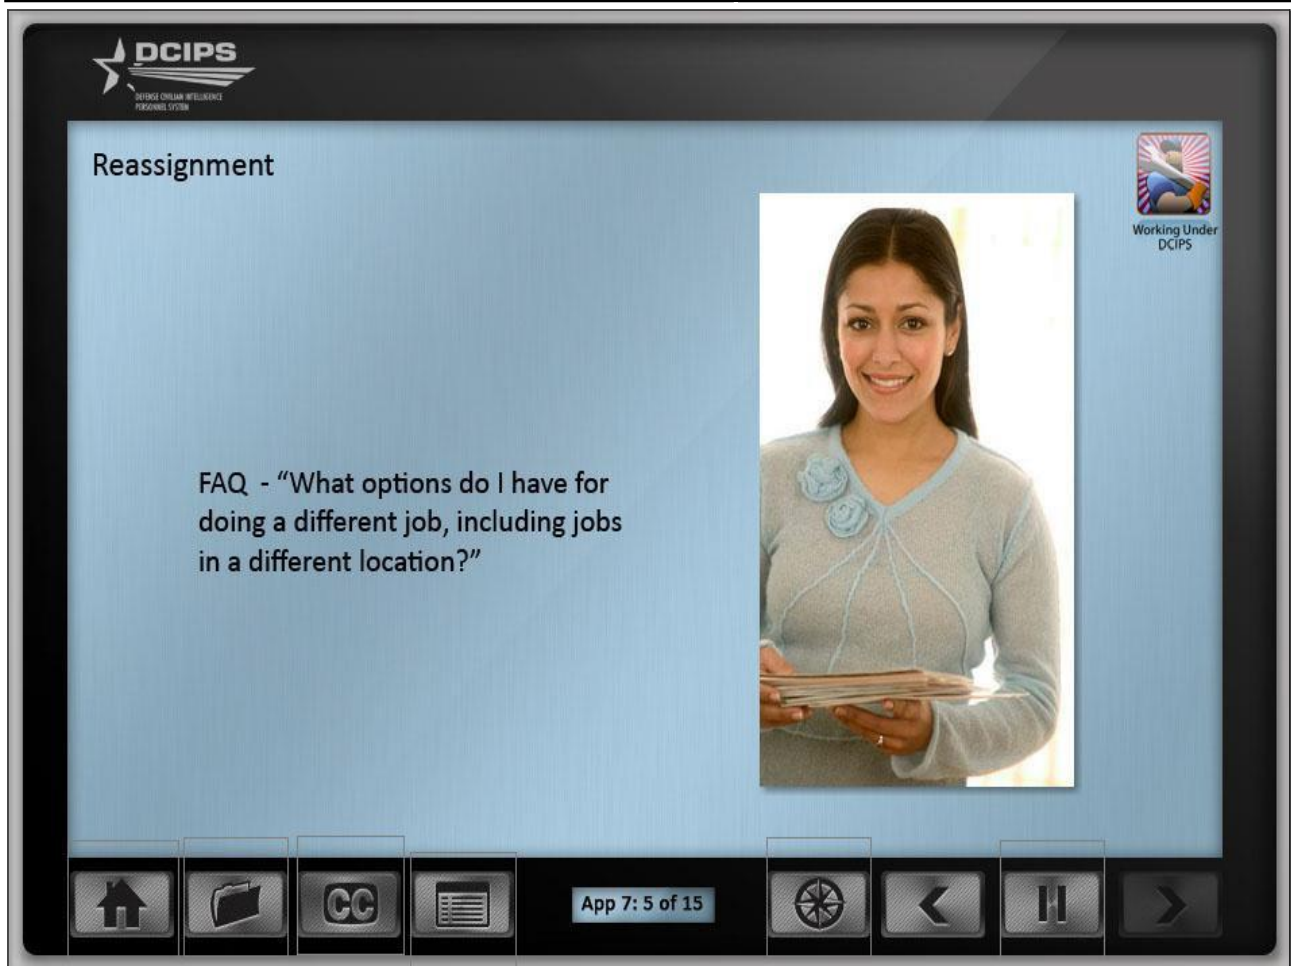 DCIPS
DEFENSE CIVILIAN INTELLIGENCE
PERSONNEL SYSTEM
Reassignment
Working Under
DCIPS
FAQ - “What options do I have for
doing a different job, including jobs
in a different location?”
CC
App 7: 5 of 15